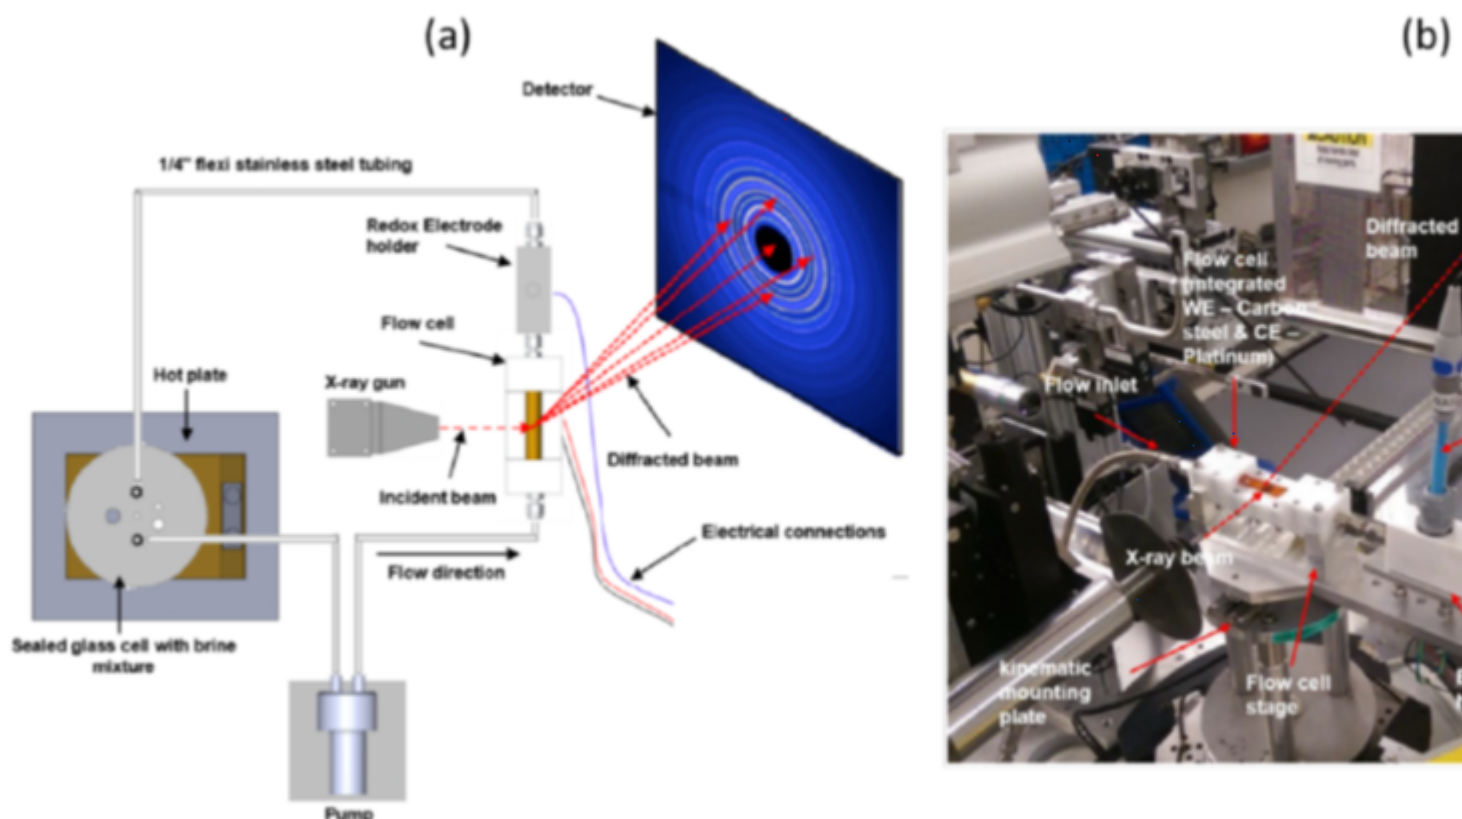 (a)
(b)
Detector
1/4" flexi stainless steel tubing
Redox Electrode
holder
Flow cell
Hot plate
X-ray gun
Incident beam
Diffracted beam
Electrical connections
Flow direction
Sealed glass cell with brine
mixture
Pump
CAUTION
Diffracted
beam
Flow cell
WE – Carbon
steel & CE –
Platinum)
Flow inlet
X-ray beam
kinematic
mounting
plate
Flow cell
stage